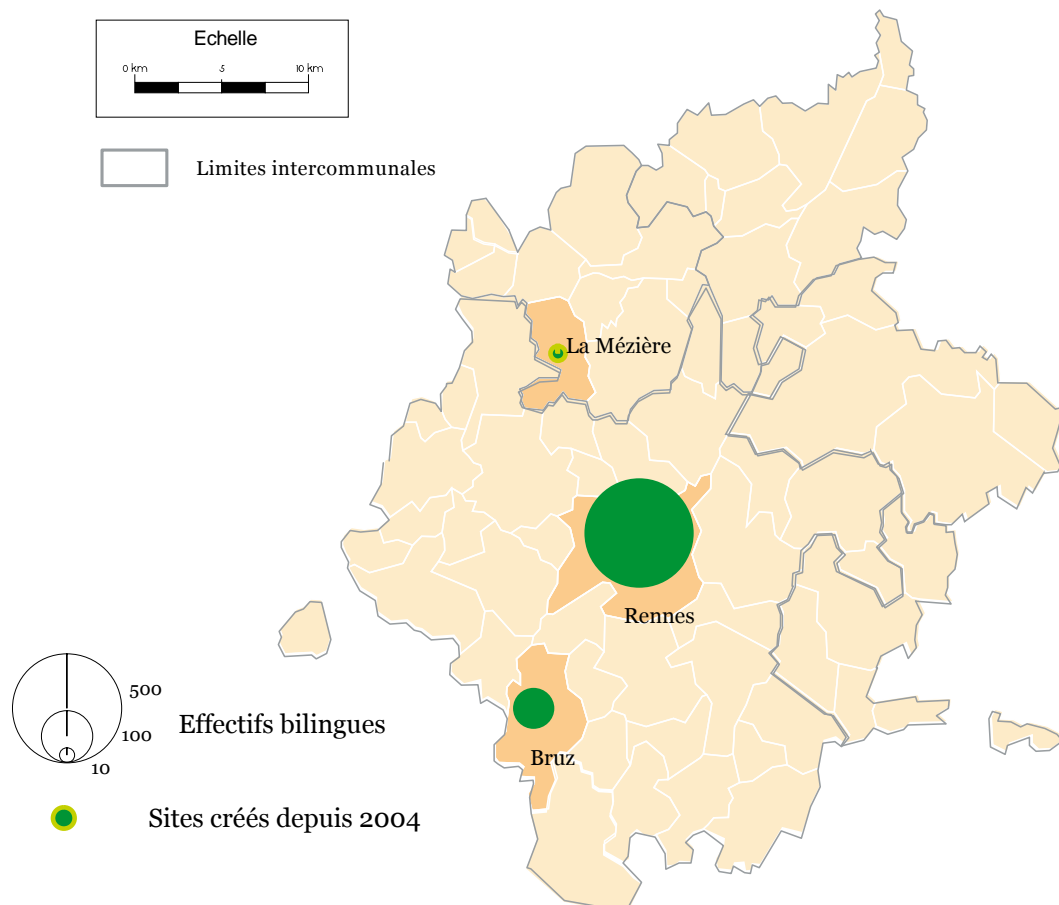 Echelle
0 km 5 10 km
Limites intercommunales
La Mézière
Rennes
500
100
10
Effectifs bilingues
Bruz
Sites créés depuis 2004